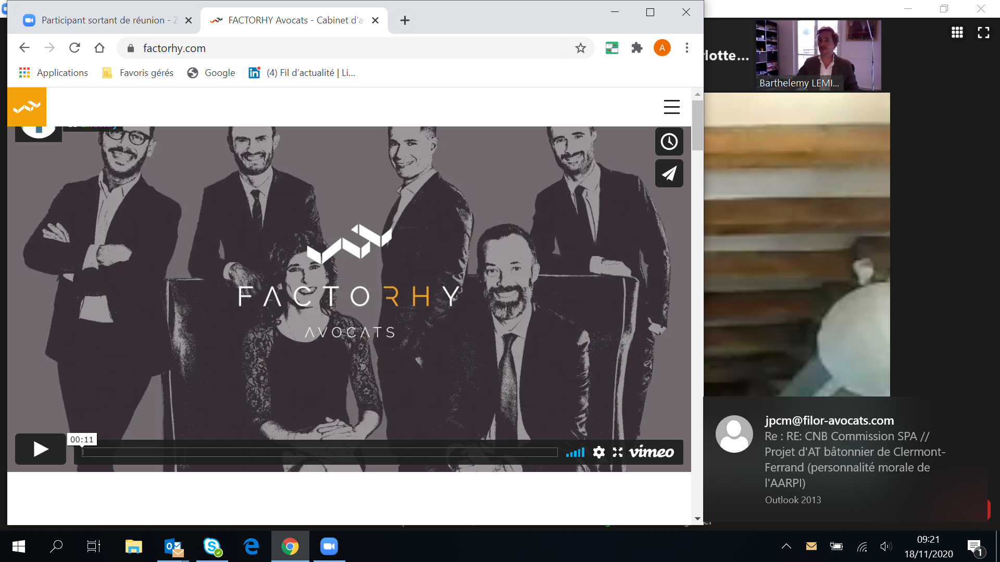 Participant sortant de réunion - Z
FACTORHY Avocats - Cabinet d'a
factorhy.com
A
Applications
Favoris gérés
Google
(4) Fil d’actualité | Li...
rlotte...
Barthelemy LEMI...
FACTORHY
AVOCATS
00:11
vimeo
jpcm@filor-avocats.com
Re : RE: CNB Commission SPA //
Projet d'AT bâtonnier de Clermont-
Ferrand (personnalité morale de
l'AARPI)
Outlook 2013
09:21
18/11/2020
1